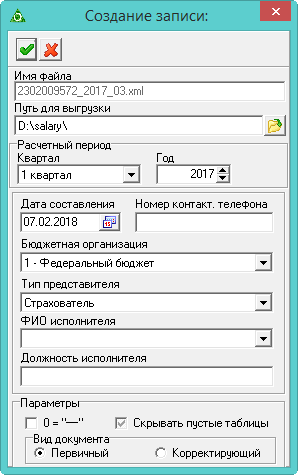 Создание записи:
Имя файла
2302009572_2017_03.xml
Путь для выгрузки
D:\salary\
Расчетный период
Квартал Год
1 квартал 2017
Дата составления Номер контакт. телефона
07.02.2018
Бюджетная организация
1 - Федеральный бюджет
Тип представителя
Страхователь
ФИО исполнителя
Должность исполнителя
Параметры
0 = "—" Скрывать пустые таблицы
Вид документа
Первичный Корректирующий